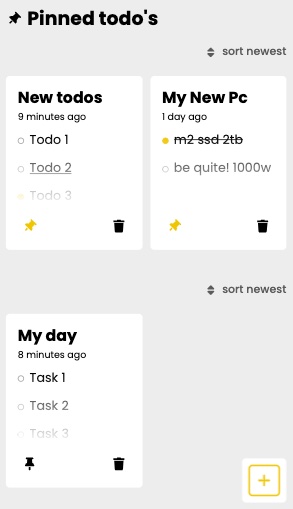 Pinned todo's
sort newest
New todos
9 minutes ago
Todo 1
Todo 2
Todo 3
My New Pc
1 day ago
m2 ssd 2tb
be quite! 1000w
sort newest
My day
8 minutes ago
Task 1
Task 2
Task 3